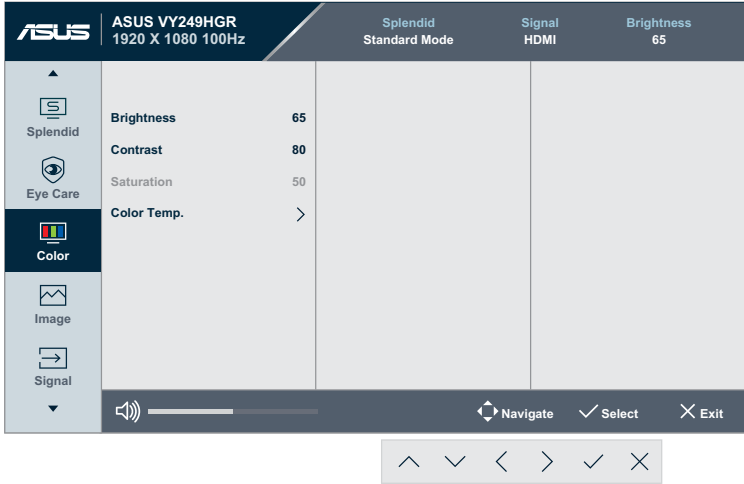 ASUS
ASUS VY249HGR
1920 X 1080 100Hz
Splendid
Standard Mode
Signal
HDMI
Brightness
65
Splendid
Eye Care
Color
Image
Signal
Brightness 65
Contrast 80
Saturation 50
Color Temp.
Navigate Select Exit